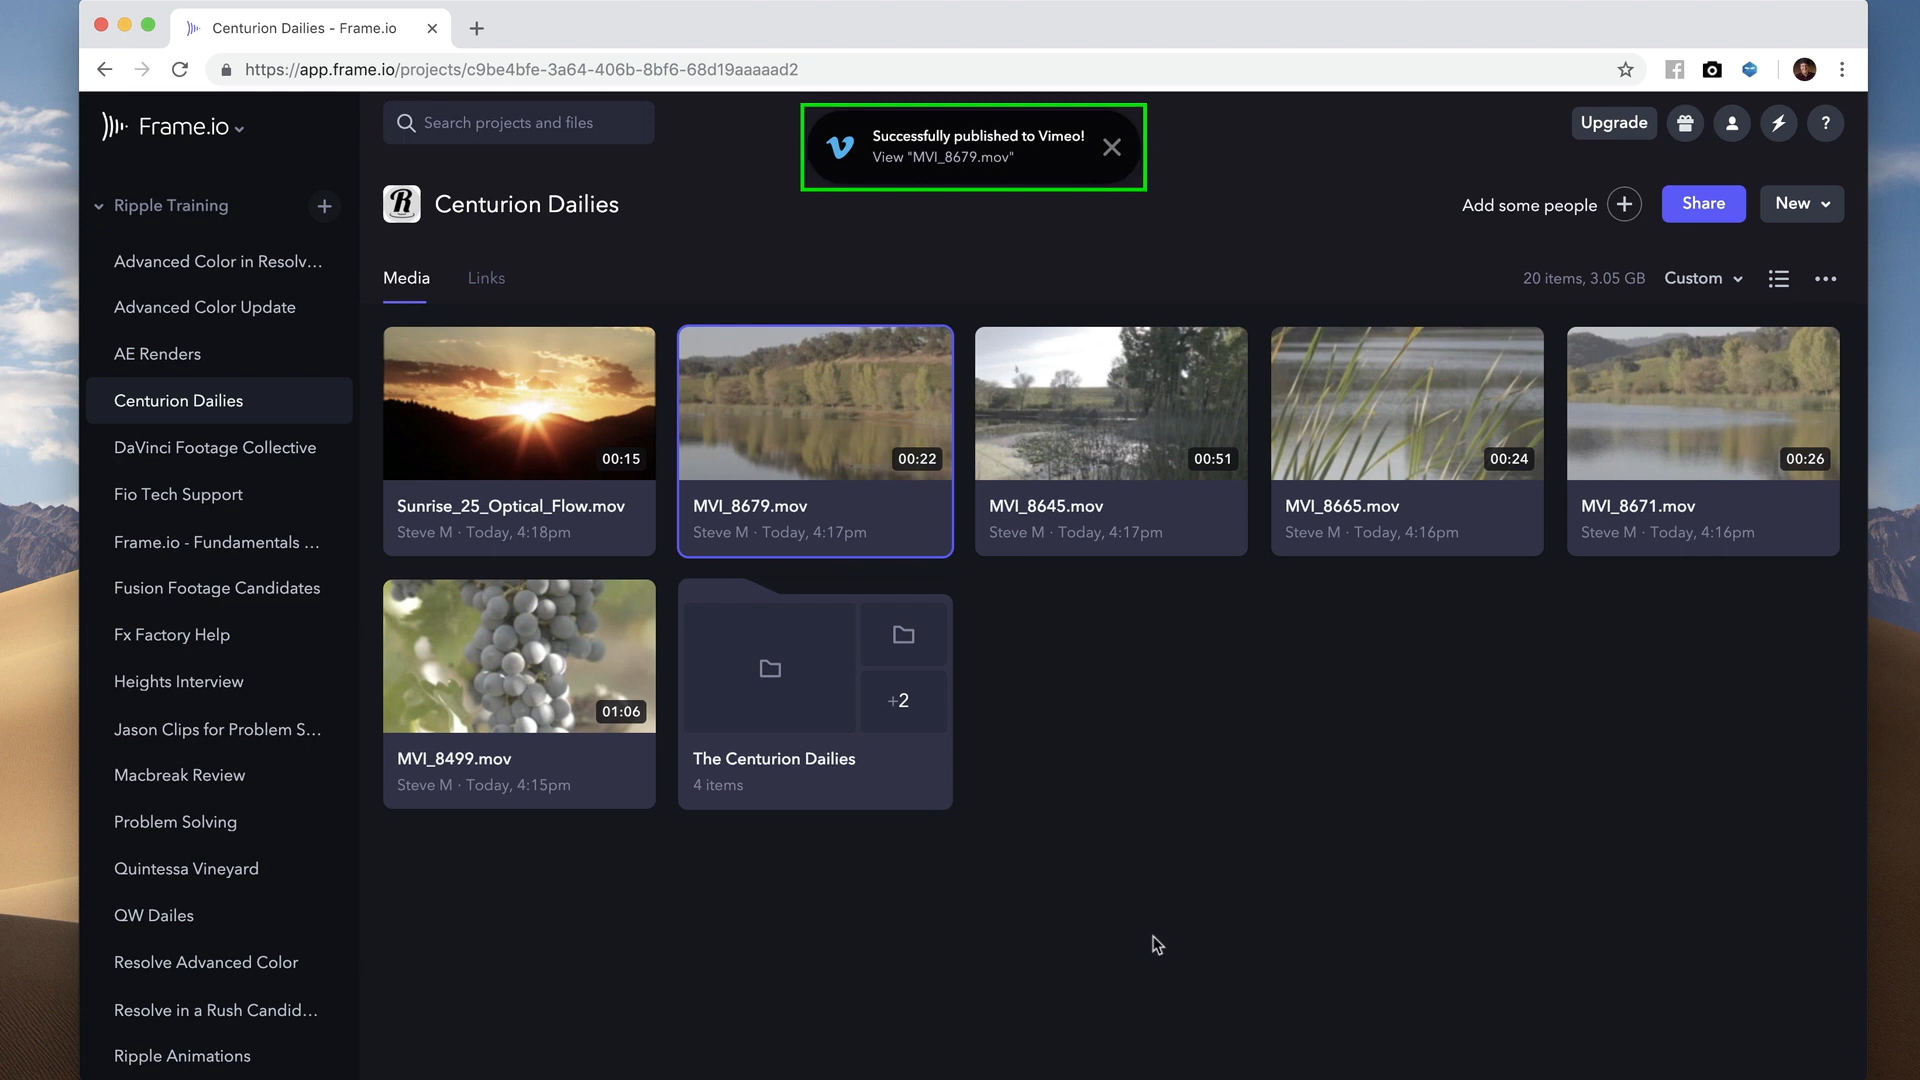 Centurion Dailies - Frame.io
https://app.frame.io/projects/c9be4bfe-3a64-406b-8bf6-68d19aaaaad2
Frame.io
Search projects and files
Successfully published to Vimeo!
View "MVI_8679.mov"
Upgrade
?
Ripple Training
R
Centurion Dailies
Add some people
Share
New
Advanced Color in Resolv...
Advanced Color Update
AE Renders
Centurion Dailies
DaVinci Footage Collective
Fio Tech Support
Frame.io - Fundamentals ...
Fusion Footage Candidates
Fx Factory Help
Heights Interview
Jason Clips for Problem S...
Macbreak Review
Problem Solving
Quintessa Vineyard
QW Dailes
Resolve Advanced Color
Resolve in a Rush Candid...
Ripple Animations
Media
Links
20 items, 3.05 GB
Custom
00:15
Sunrise_25_Optical_Flow.mov
Steve M · Today, 4:18pm
00:22
MVI_8679.mov
Steve M · Today, 4:17pm
00:51
MVI_8645.mov
Steve M · Today, 4:17pm
00:24
MVI_8665.mov
Steve M · Today, 4:16pm
00:26
MVI_8671.mov
Steve M · Today, 4:16pm
01:06
MVI_8499.mov
Steve M · Today, 4:15pm
+2
The Centurion Dailies
4 items